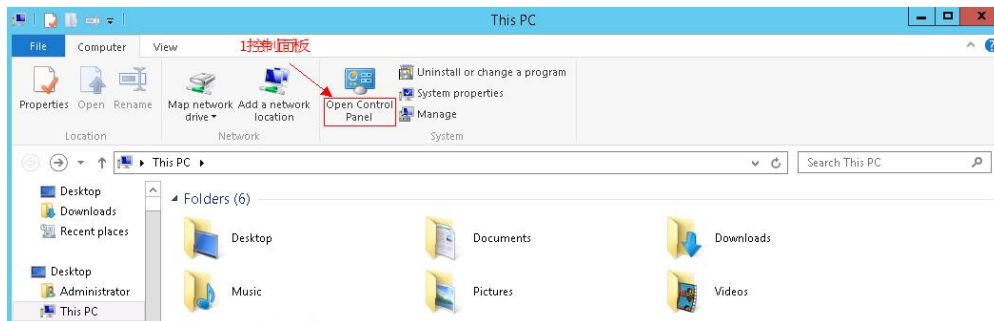 This PC
File Computer View
1控制面板
Properties Open Rename
Map network drive
Add a network location
Open Control Panel
Uninstall or change a program
System properties
Manage
Location Network System
This PC
Search This PC
Desktop
Downloads
Recent places
Desktop
Administrator
This PC
Folders (6)
Desktop Documents Downloads
Music Pictures Videos